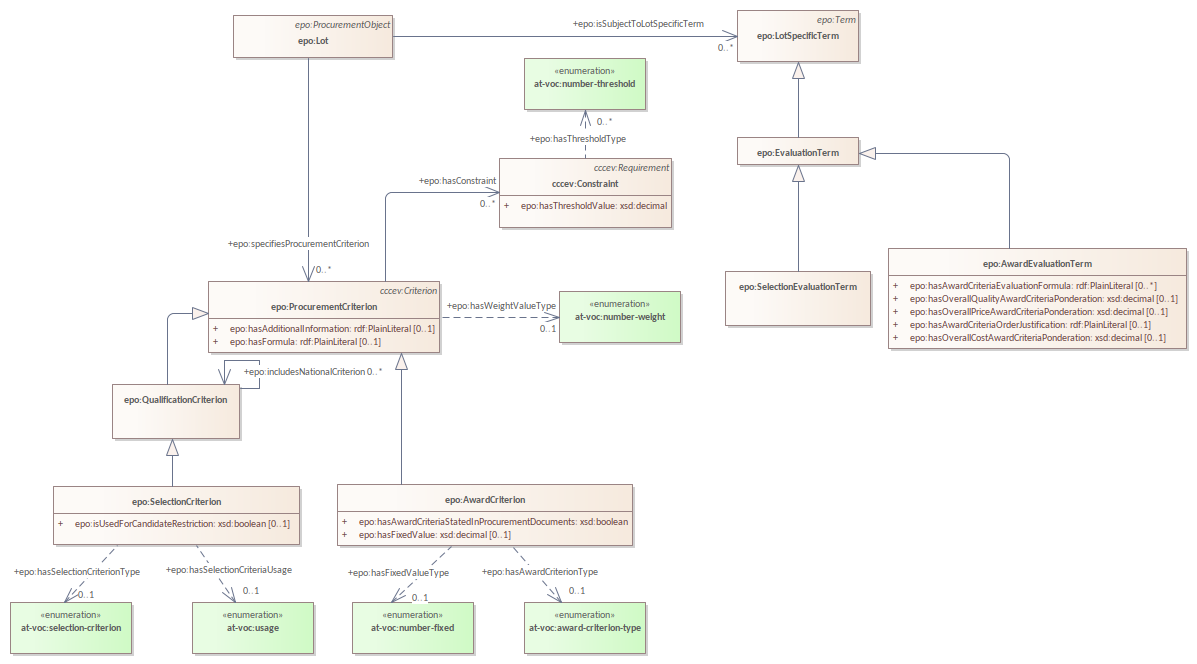 epo:ProcurementObject
epo:Lot
+epo:isSubjectToLotSpecificTerm
0..*
epo:Term
epo:LotSpecificTerm
«enumeration»
at-voc:number-threshold
0..*
+epo:hasThresholdType
epo:EvaluationTerm
cccev:Requirement
cccev:Constraint
+ epo:hasThresholdValue: xsd:decimal
+epo:hasConstraint
0..*
+epo:specifiesProcurementCriterion
0..*
epo:SelectionEvaluationTerm
epo:AwardEvaluationTerm
+ epo:hasAwardCriteriaEvaluationFormula: rdf:PlainLiteral [0..*]
+ epo:hasOverallQualityAwardCriteriaPonderation: xsd:decimal [0..1]
+ epo:hasOverallPriceAwardCriteriaPonderation: xsd:decimal [0..1]
+ epo:hasAwardCriteriaOrderJustification: rdf:PlainLiteral [0..1]
+ epo:hasOverallCostAwardCriteriaPonderation: xsd:decimal [0..1]
cccev:Criterion
epo:ProcurementCriterion
+ epo:hasAdditionalInformation: rdf:PlainLiteral [0..1]
+ epo:hasFormula: rdf:PlainLiteral [0..1]
+epo:hasWeightValueType
0..1
«enumeration»
at-voc:number-weight
+epo:includesNationalCriterion 0..*
epo:QualificationCriterion
epo:SelectionCriterion
+ epo:isUsedForCandidateRestriction: xsd:boolean [0..1]
epo:AwardCriterion
+ epo:hasAwardCriteriaStatedInProcurementDocuments: xsd:boolean
+ epo:hasFixedValue: xsd:decimal [0..1]
+epo:hasSelectionCriterionType
0..1
+epo:hasSelectionCriteriaUsage
0..1
+epo:hasFixedValueType
0..1
+epo:hasAwardCriterionType
0..1
«enumeration»
at-voc:selection-criterion
«enumeration»
at-voc:usage
«enumeration»
at-voc:number-fixed
«enumeration»
at-voc:award-criterion-type